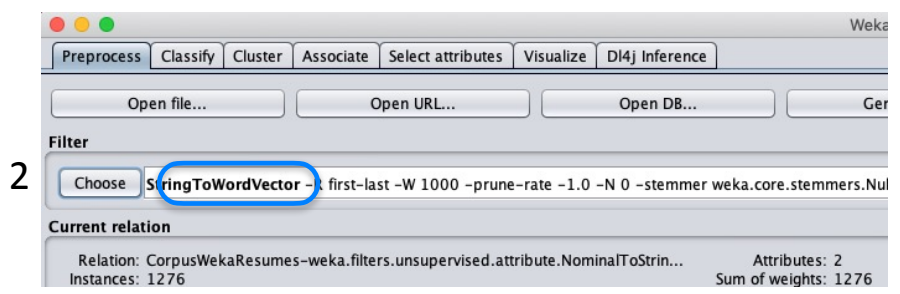 Weka
Preprocess Classify Cluster Associate Select attributes Visualize Dl4j Inference
Open file... Open URL... Open DB... Ger
Filter
2 Choose StringToWordVector -R first-last -W 1000 -prune-rate -1.0 -N 0 -stemmer weka.core.stemmers.Nul
Current relation
Relation: CorpusWekaResumes-weka.filters.unsupervised.attribute.NominalToStrin... Attributes: 2
Instances: 1276 Sum of weights: 1276